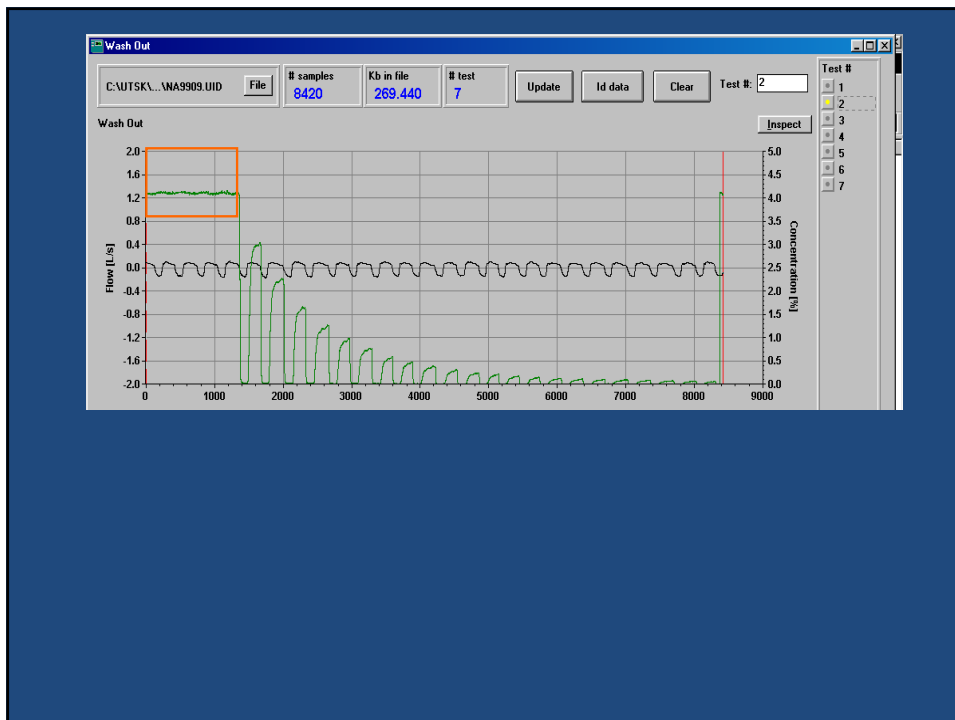 Wash Out
C:\UTSK\...\NA9909.UID
File
# samples
8420
Kb in file
269.440
# test
7
Update
Id data
Clear
Test #: 2
Test #
1
2
3
4
5
6
7
Wash Out
Inspect
2.0
1.6
1.2
0.8
0.4
0.0
-0.4
-0.8
-1.2
-1.6
-2.0
Flow [L/s]
5.0
4.5
4.0
3.5
3.0
2.5
2.0
1.5
1.0
0.5
0.0
Concentration [%]
0 1000 2000 3000 4000 5000 6000 7000 8000 9000